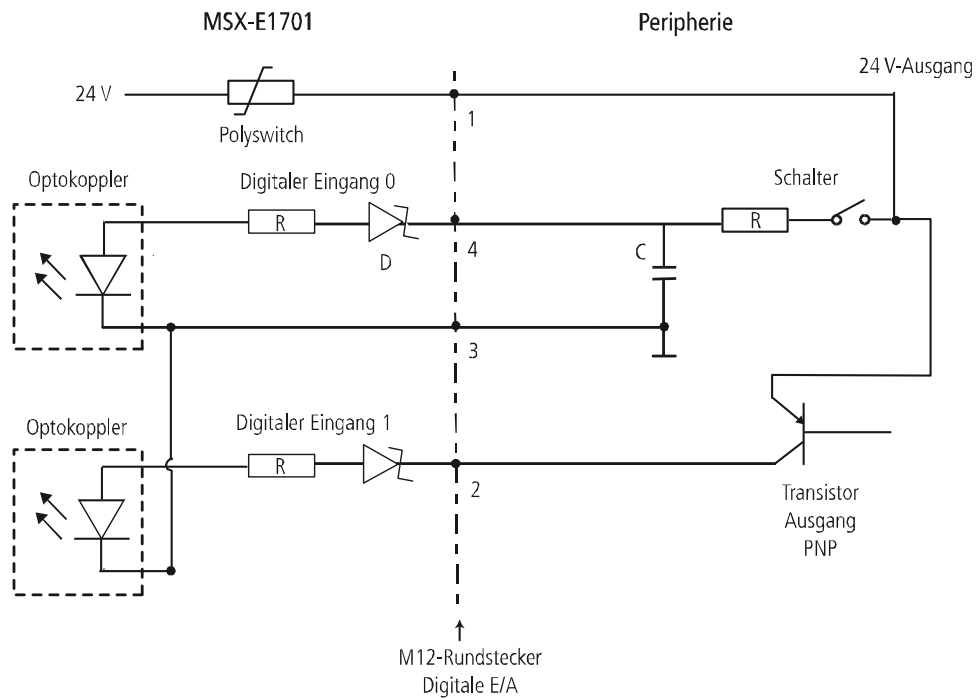 MSX-E1701
Peripherie
24 V-Ausgang
24 V
1
Polyswitch
Optokoppler
Digitaler Eingang 0
Schalter
R
R
4
D
C
3
Optokoppler
Digitaler Eingang 1
R
2
Transistor
Ausgang
PNP
M12-Rundstecker
Digitale E/A